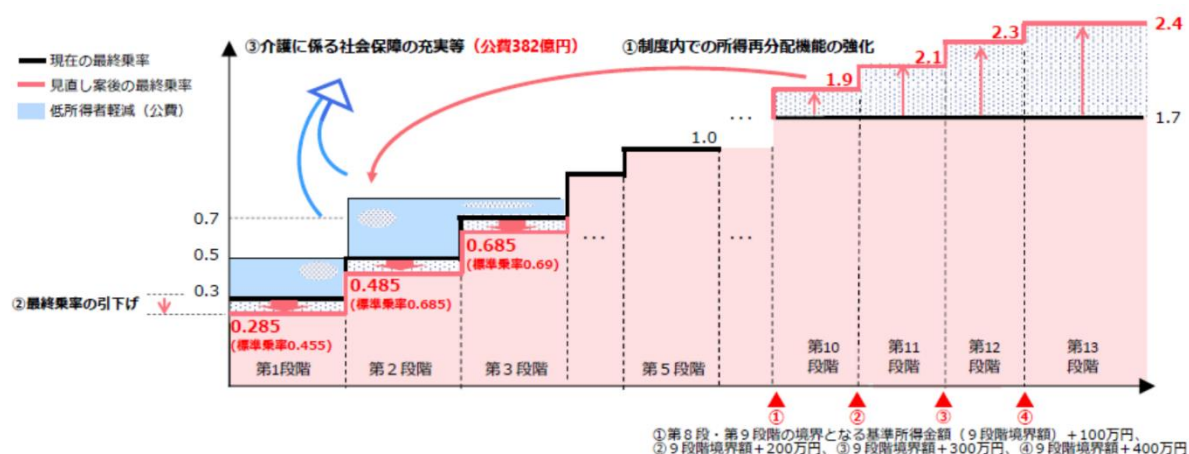 ③介護に係る社会保障の充実等（公費382億円）
①制度内での所得再分配機能の強化
現在の最終乗率
見直し案後の最終乗率
低所得者軽減（公費）
2.4
2.3
2.1
1.9
1.7
…
1.0
0.7
0.5
0.3
②最終乗率の引下げ
… …
0.685
（標準乗率0.69）
0.485
（標準乗率0.685）
0.285
（標準乗率0.455）
第1段階
第２段階
第３段階
第５段階
第10
段階
第11
段階
第12
段階
第13
段階
① ② ③ ④
①第８段・第９段階の境界となる基準所得金額（９段階境界額）＋100万円、
②９段階境界額＋200万円、③９段階境界額＋300万円、④９段階境界額＋400万円